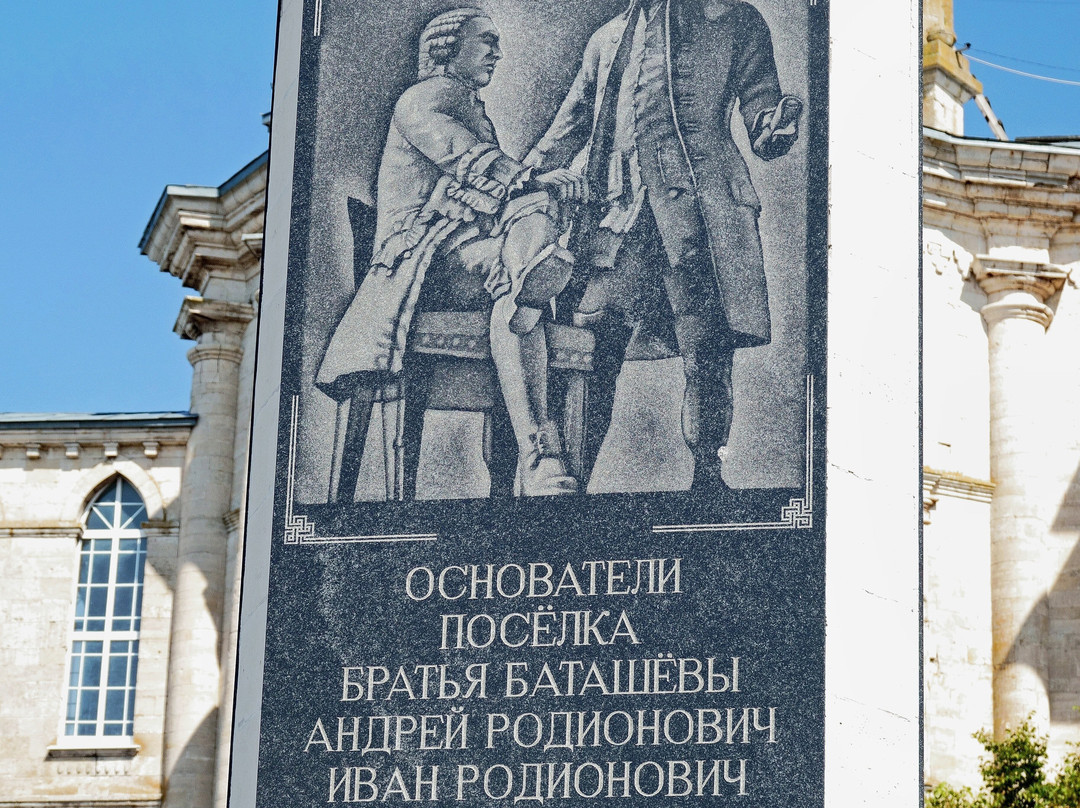 ОСНОВАТЕЛИ
ПОСЁЛКА
БРАТЬЯ БАТАШЁВЫ
АНДРЕЙ РОДИОНОВИЧ
ИВАН РОДИОНОВИЧ